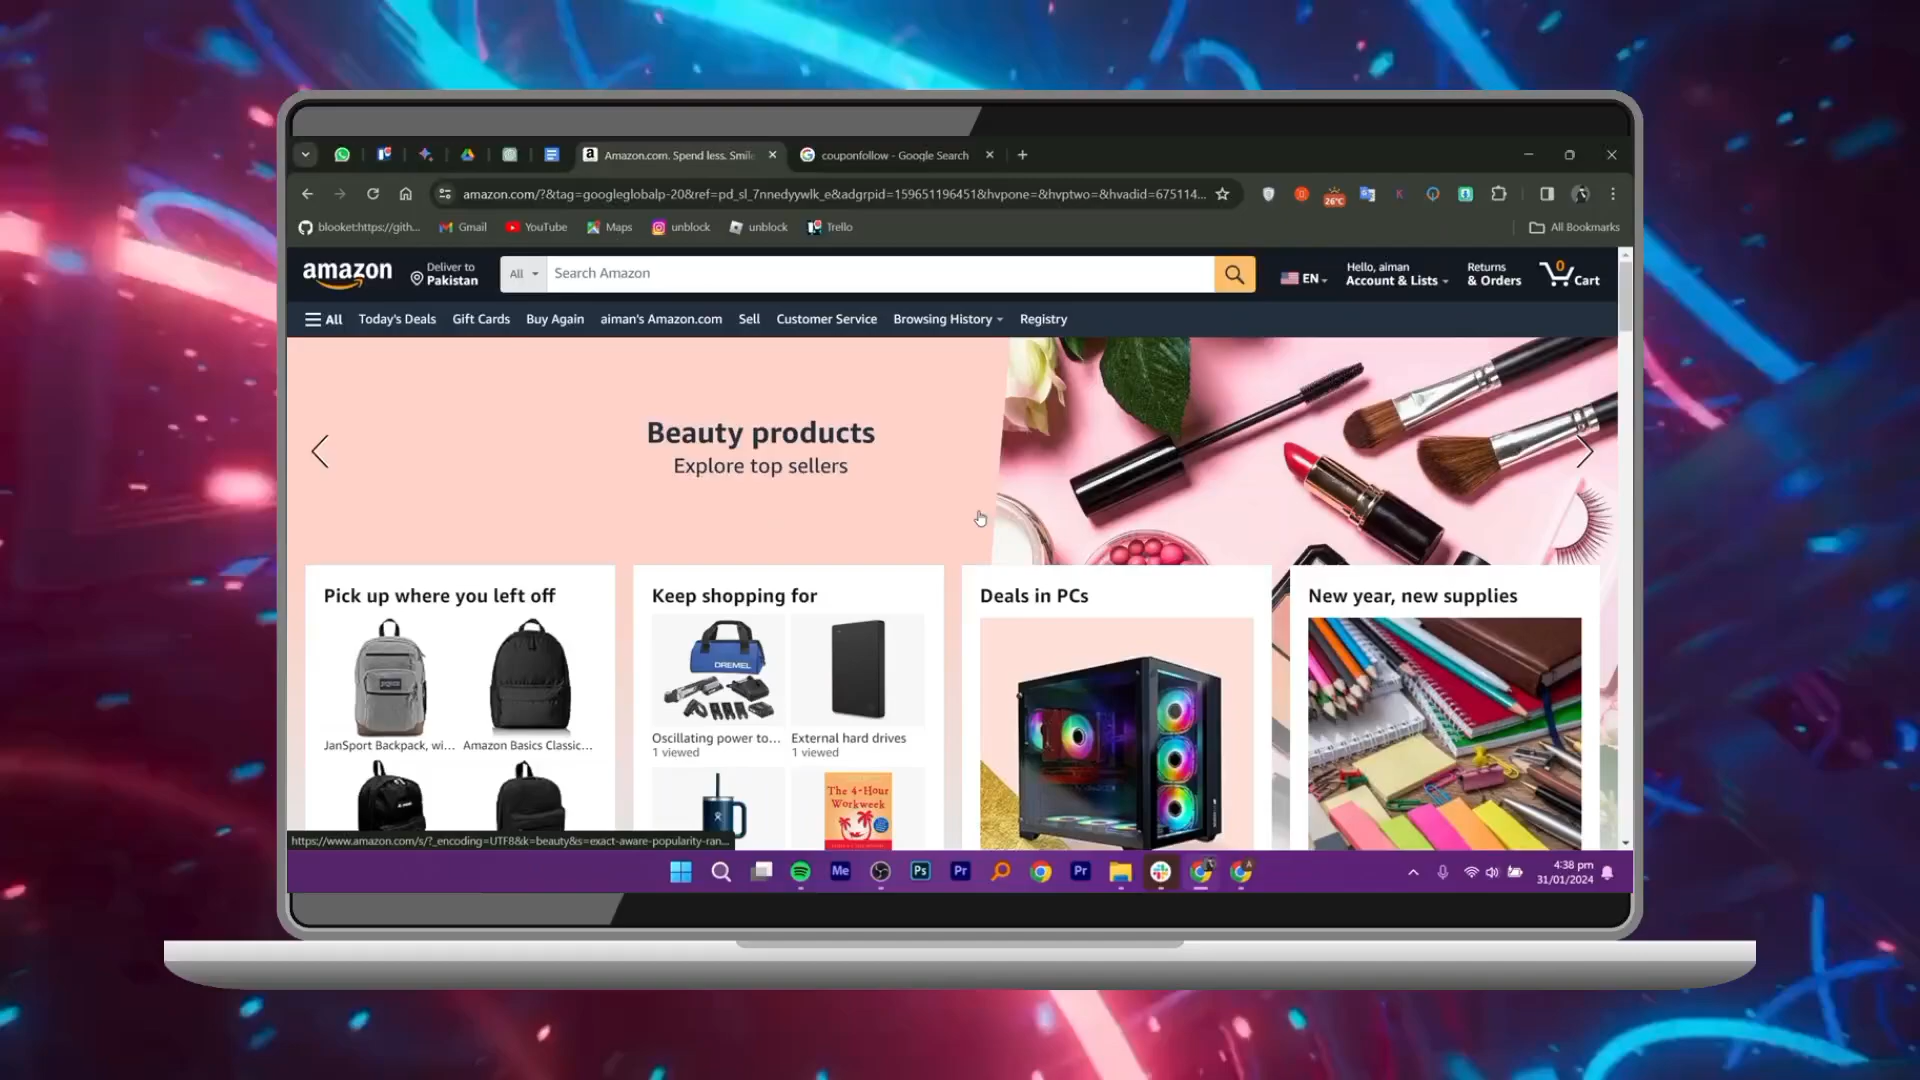 Amazon.com. Spend less. Smil
couponfollow - Google Search
amazon.com/?&tag=googleglobalp-20&ref=pd_sl_7nnedyywlk_e&adgrpid=159651196451&hvpone=&hvptwo=&hvadid=675114...
26°C
K
blooket:https://gith...
Gmail
YouTube
Maps
unblock
unblock
Trello
All Bookmarks
amazon
Deliver to
Pakistan
All
Search Amazon
EN
Hello, aiman
Account & Lists
Returns
& Orders
0
Cart
All
Today's Deals
Gift Cards
Buy Again
aiman's Amazon.com
Sell
Customer Service
Browsing History
Registry
Beauty products
Explore top sellers
Pick up where you left off
JanSport Backpack, wi...
Amazon Basics Classic...
Keep shopping for
DREMEL
Oscillating power to...
1 viewed
External hard drives
1 viewed
The 4-Hour
Workweek
Deals in PCs
New year, new supplies
https://www.amazon.com/s/?_encoding=UTF8&k=beauty&s=exact-aware-popularity-ran...
Me
Ps
Pr
Pr
4:38 pm
31/01/2024